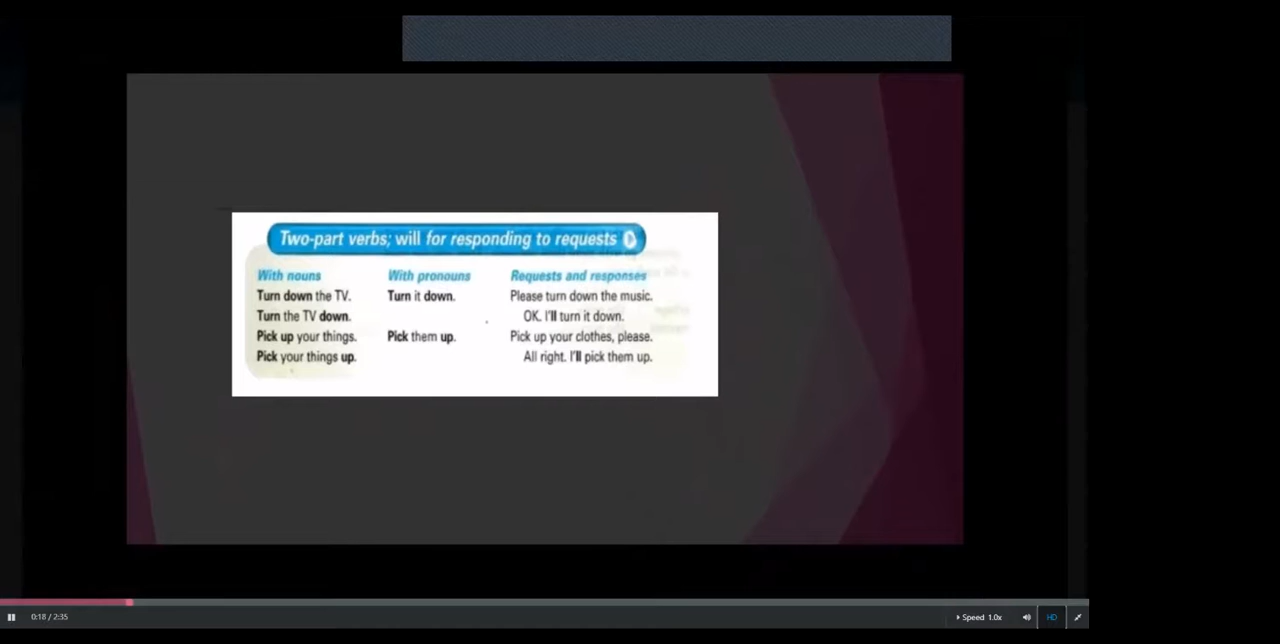 Two-part verbs; will for responding to requests
With nouns With pronouns Requests and responses
Turn down the TV. Turn it down. Please turn down the music.
Turn the TV down. OK. I'll turn it down.
Pick up your things. Pick them up. Pick up your clothes, please.
Pick your things up. All right. I'll pick them up.
0:18 / 2:35 Speed 1.0x HD